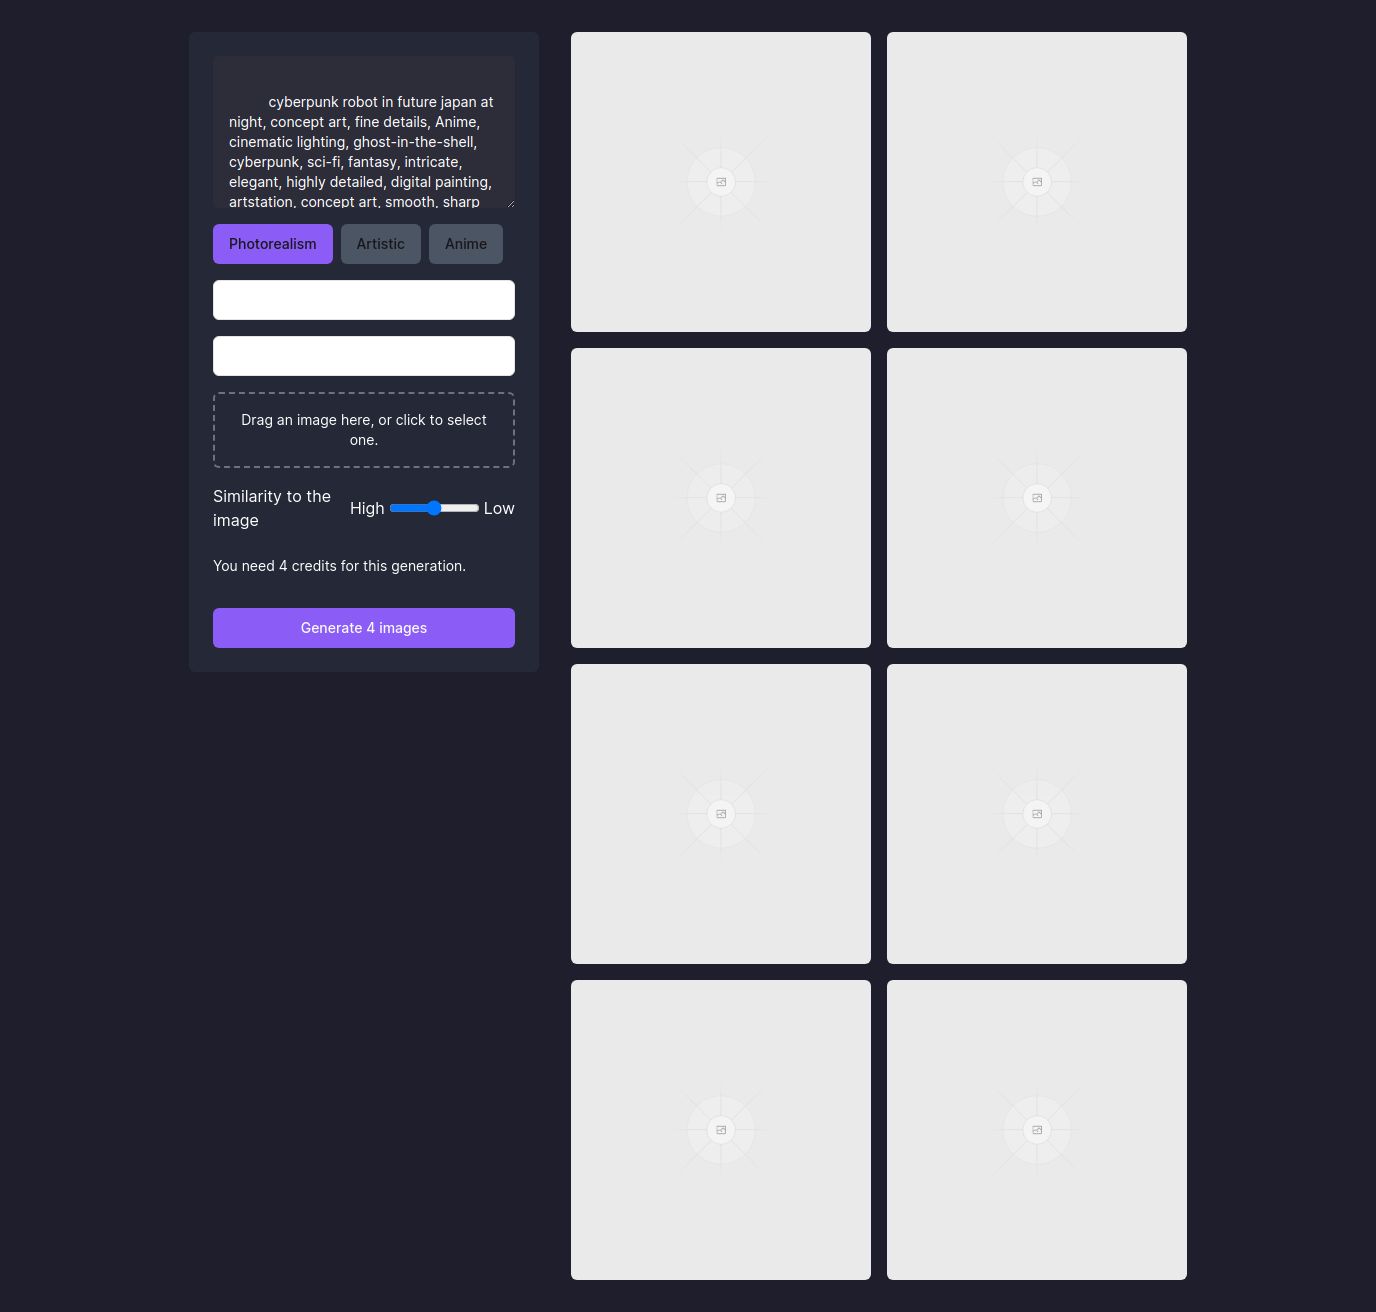 cyberpunk robot in future japan at
night, concept art, fine details, Anime,
cinematic lighting, ghost-in-the-shell,
cyberpunk, sci-fi, fantasy, intricate,
elegant, highly detailed, digital painting,
artstation, concept art, smooth, sharp
Photorealism Artistic Anime
Drag an image here, or click to select
one.
Similarity to the
image
High Low
You need 4 credits for this generation.
Generate 4 images